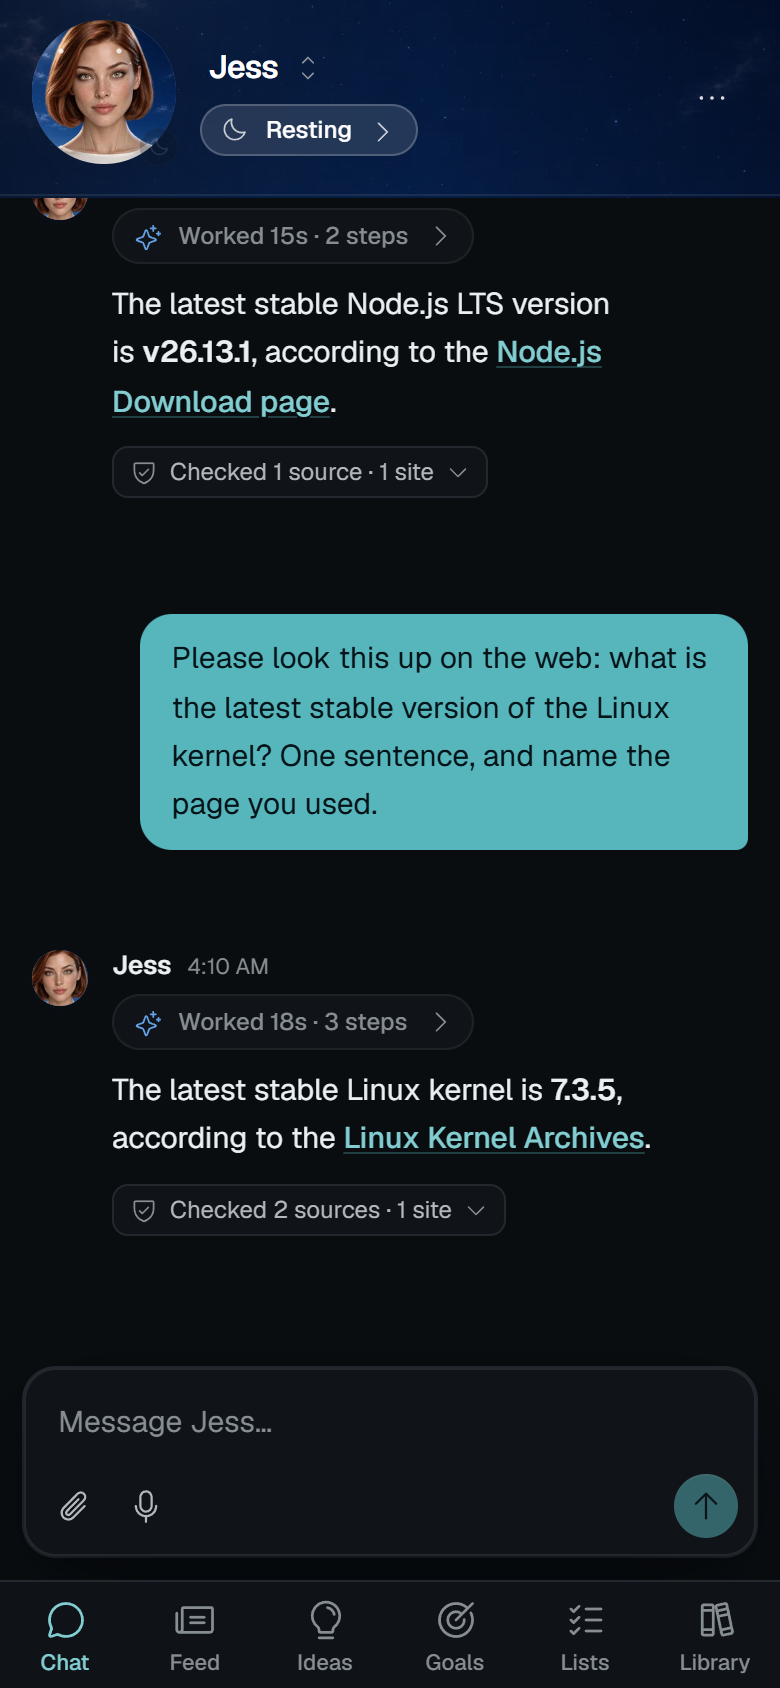 Jess
Resting
Worked 15s · 2 steps
The latest stable Node.js LTS version
is v26.13.1, according to the Node.js
Download page.
Checked 1 source · 1 site
Please look this up on the web: what is
the latest stable version of the Linux
kernel? One sentence, and name the
page you used.
Jess 4:10 AM
Worked 18s · 3 steps
The latest stable Linux kernel is 7.3.5,
according to the Linux Kernel Archives.
Checked 2 sources · 1 site
Message Jess...
Chat Feed Ideas Goals Lists Library